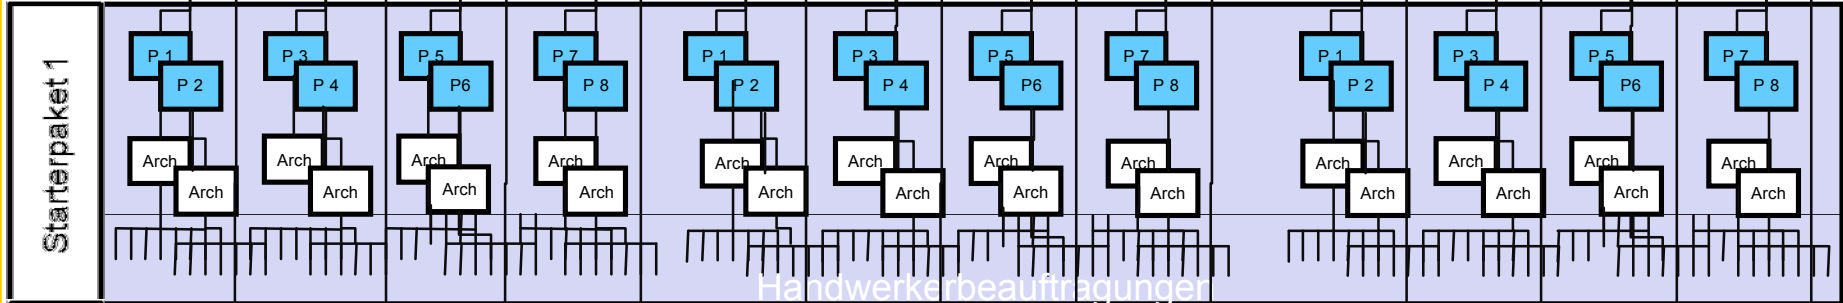 Starterpaket 1
P 1 P 3 P 5 P 7 P 1 P 3 P 5 P 7 P 1 P 3 P 5 P 7
P 2 P 4 P6 P 8 P 2 P 4 P6 P 8 P 2 P 4 P6 P 8
Arch Arch Arch Arch Arch Arch Arch Arch Arch Arch Arch Arch
Arch Arch Arch Arch Arch Arch Arch Arch Arch Arch Arch Arch
Handwerkerbeauftragungen